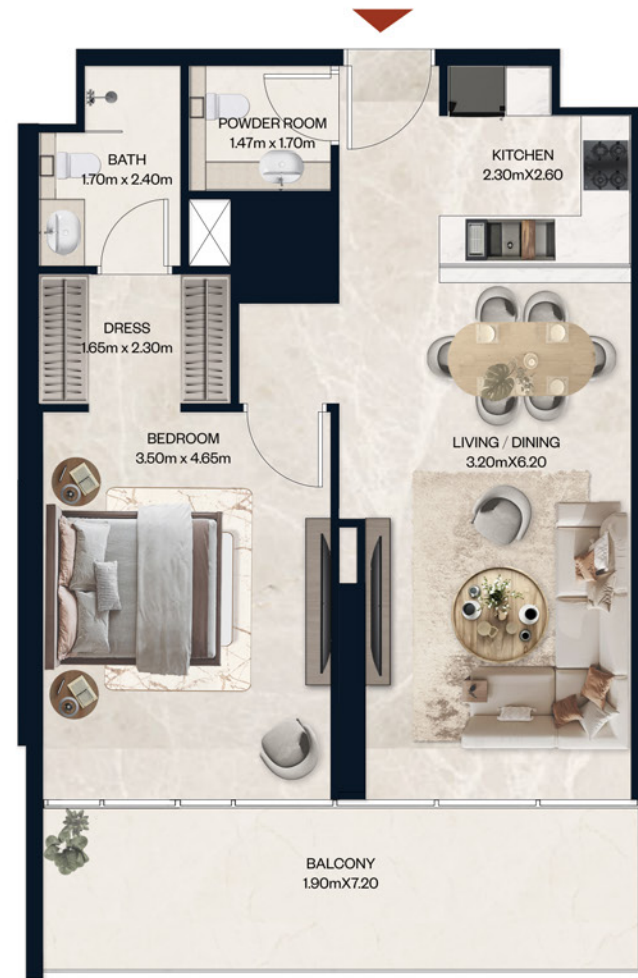 POWDER ROOM
1.47m x 1.70m
BATH
1.70m x 2.40m
KITCHEN
2.30mX2.60
DRESS
1.65m x 2.30m
BEDROOM
3.50m x 4.65m
LIVING / DINING
3.20mX6.20
BALCONY
1.90mX7.20